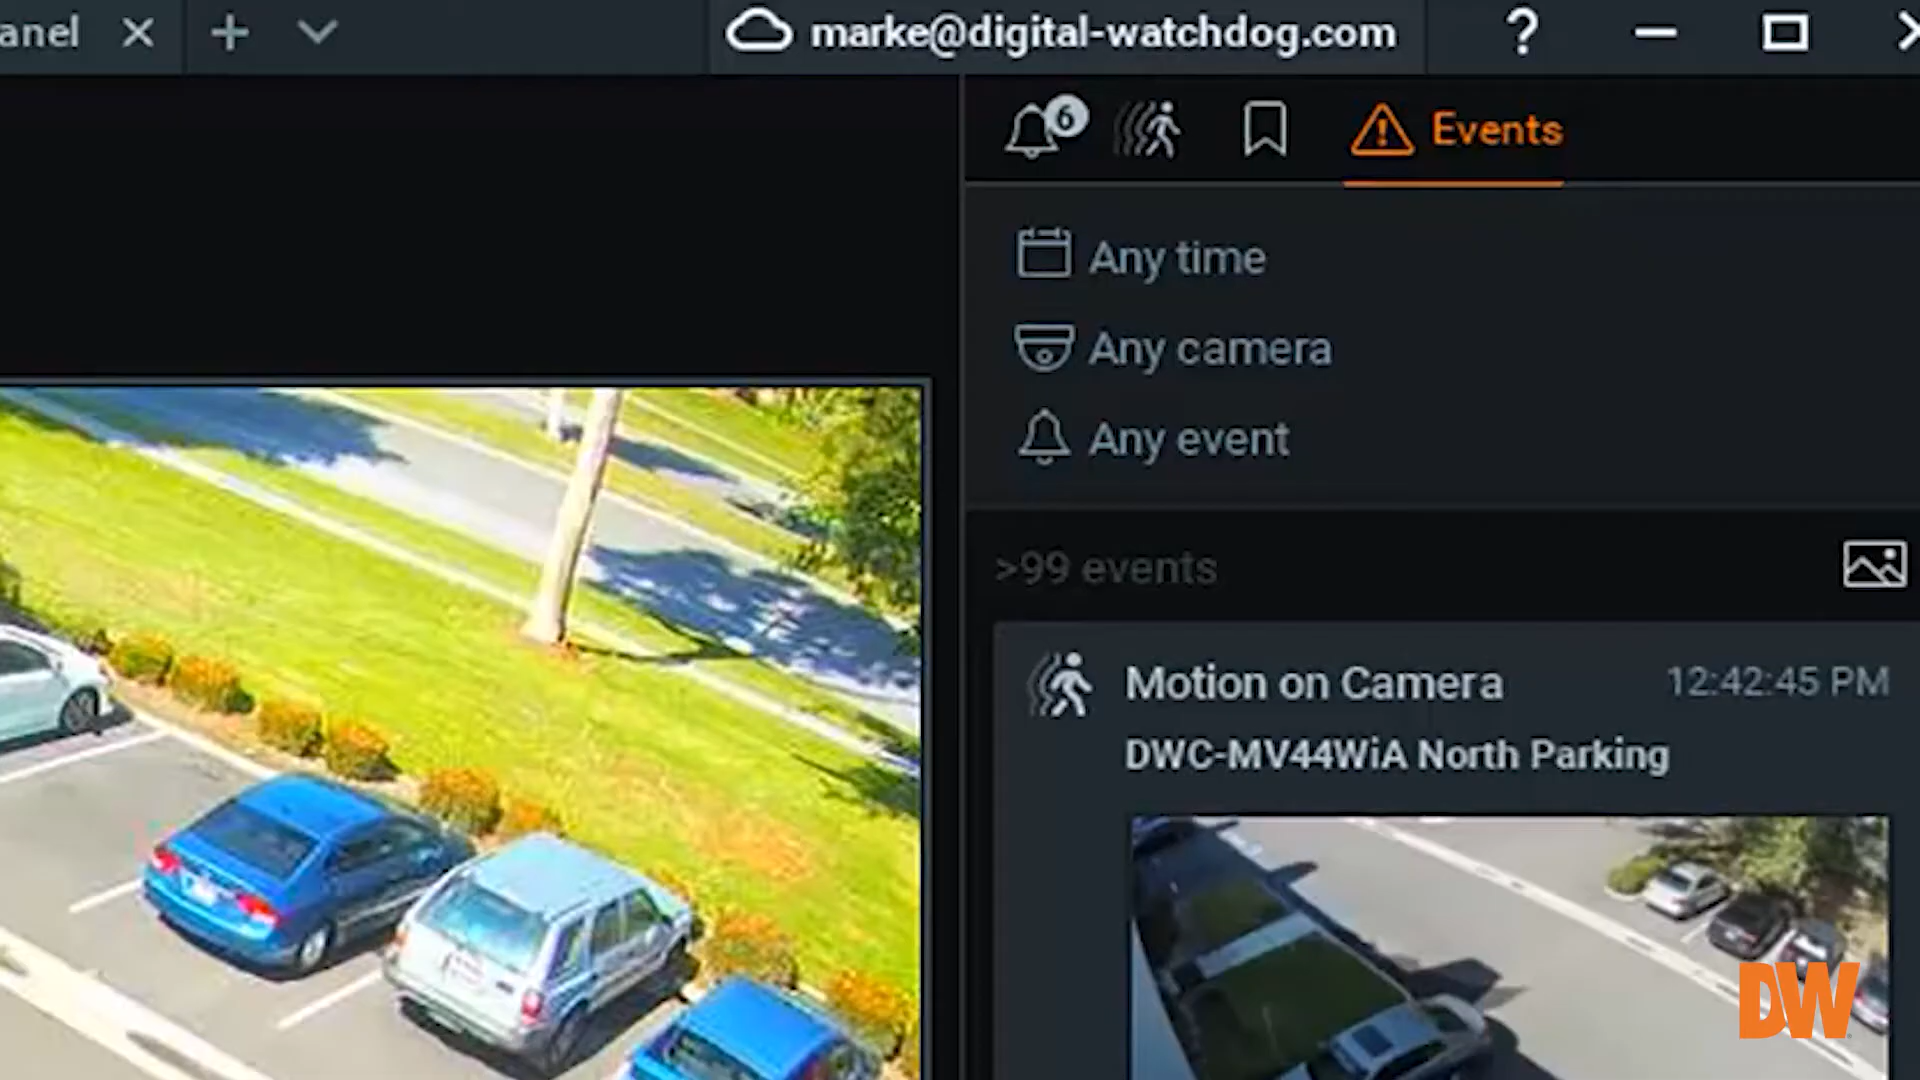 anel
marke@digital-watchdog.com
?
6
Events
Any time
Any camera
Any event
>99 events
Motion on Camera 12:42:45 PM
DWC-MV44WiA North Parking
DW